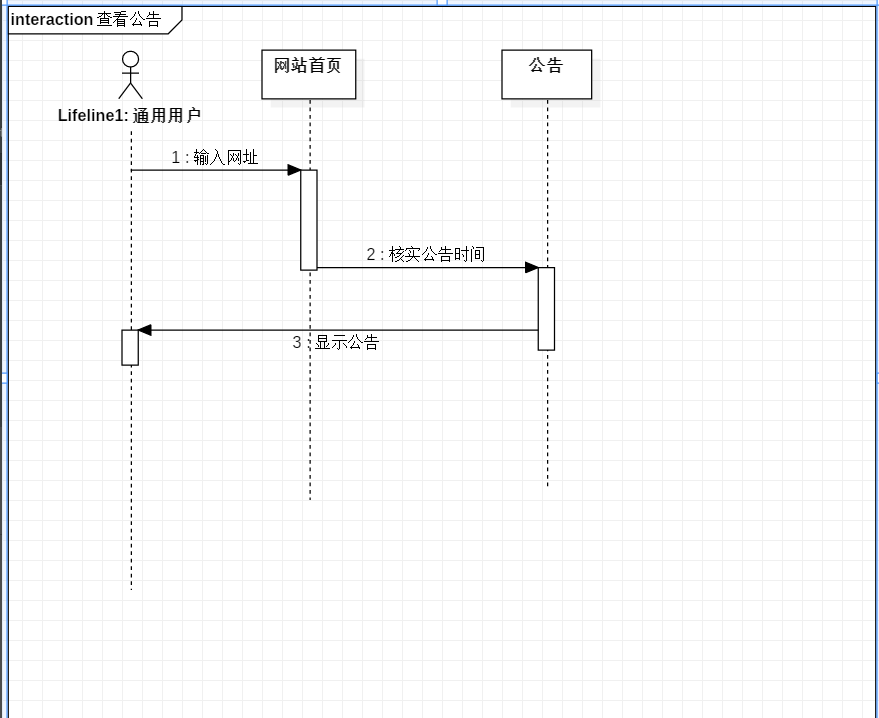 interaction 查看公告
网站首页
公告
Lifeline1: 通用用户
1 : 输入网址
2 : 核实公告时间
3 : 显示公告